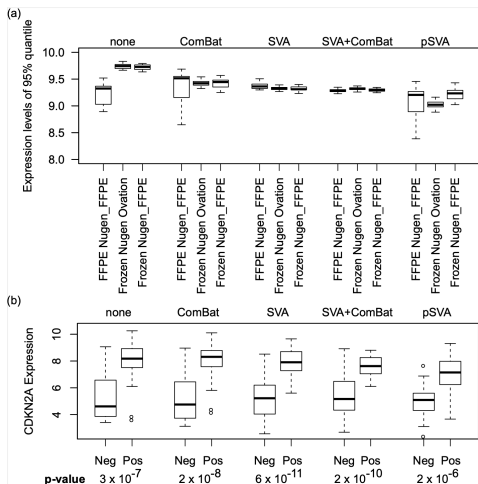 (a)
none ComBat SVA SVA+ComBat pSVA
Expression levels of 95% quantile
10.0
9.5
9.0
8.5
8.0
FFPE Nugen_FFPE
Frozen Nugen Ovation
Frozen Nugen_FFPE
FFPE Nugen_FFPE
Frozen Nugen Ovation
Frozen Nugen_FFPE
FFPE Nugen_FFPE
Frozen Nugen Ovation
Frozen Nugen_FFPE
FFPE Nugen_FFPE
Frozen Nugen Ovation
Frozen Nugen_FFPE
FFPE Nugen_FFPE
Frozen Nugen Ovation
Frozen Nugen_FFPE
(b)
none ComBat SVA SVA+ComBat pSVA
CDKN2A Expression
10
8
6
4
Neg Pos Neg Pos Neg Pos Neg Pos Neg Pos
p-value 3 x 10⁻⁷ 2 x 10⁻⁸ 6 x 10⁻¹¹ 2 x 10⁻¹⁰ 2 x 10⁻⁶